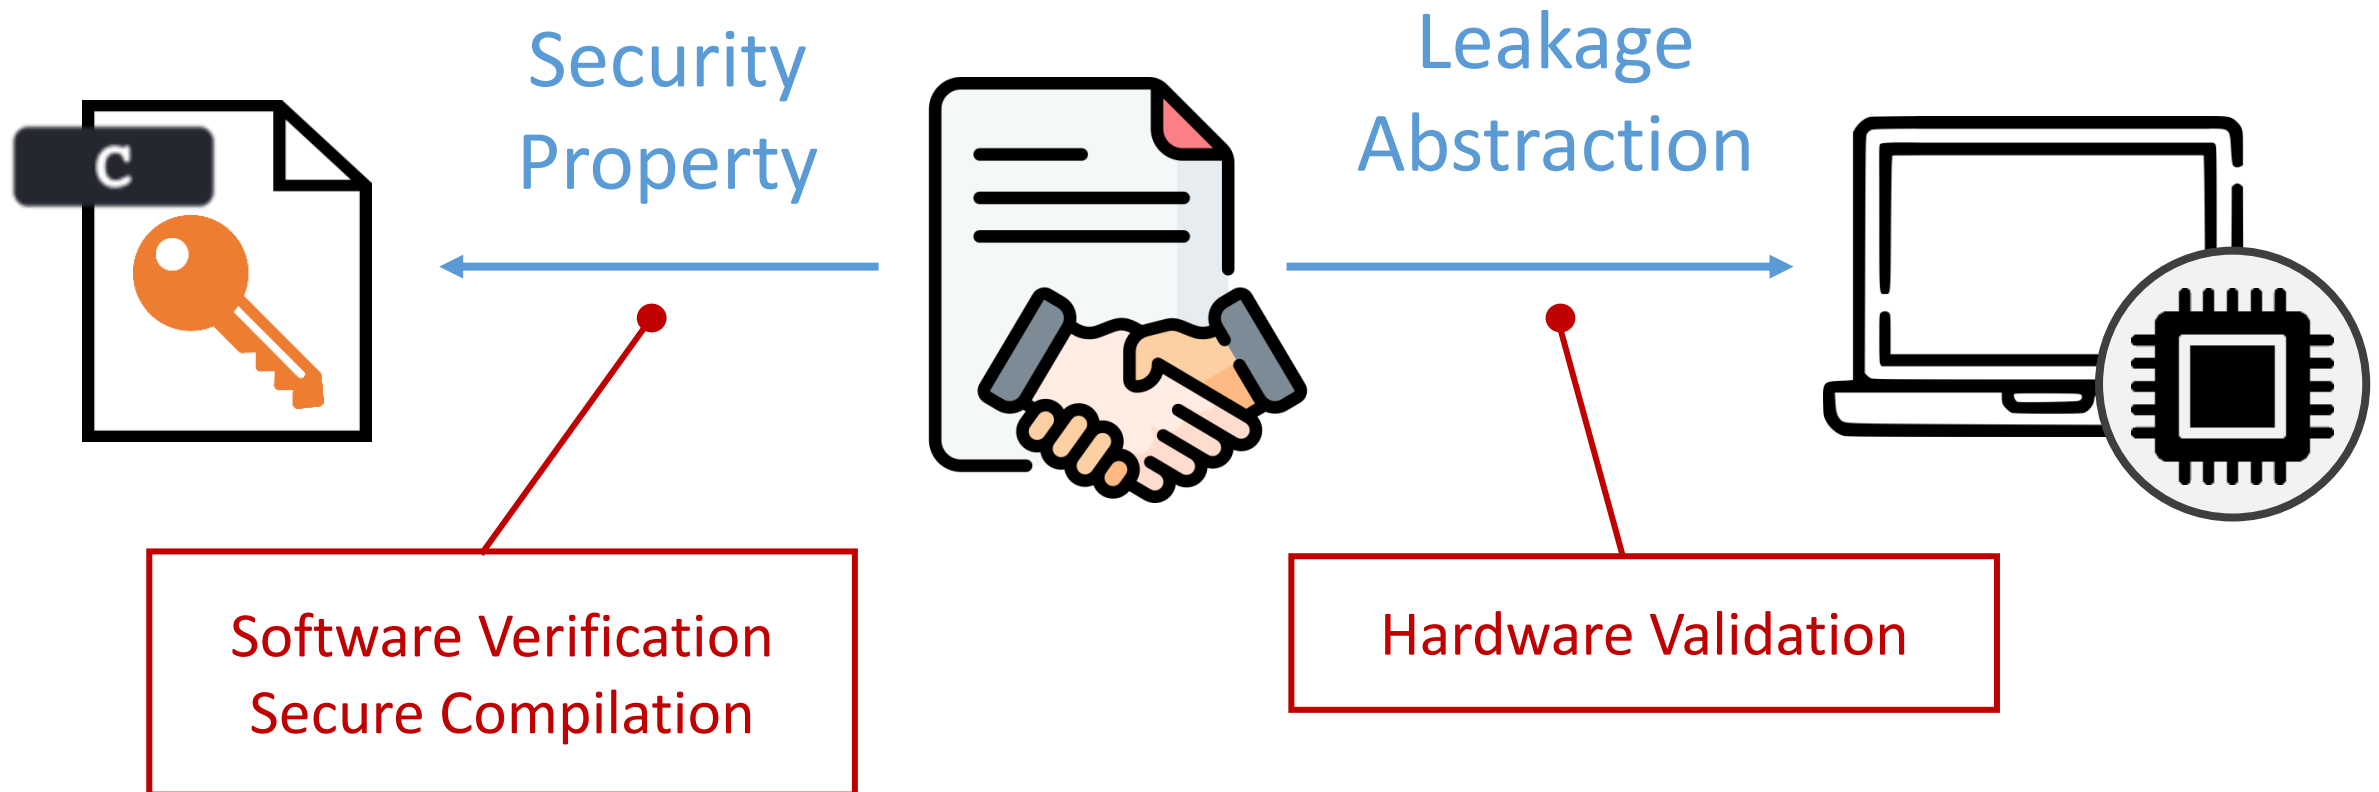 Security
Property
Leakage
Abstraction
C
Software Verification
Secure Compilation
Hardware Validation